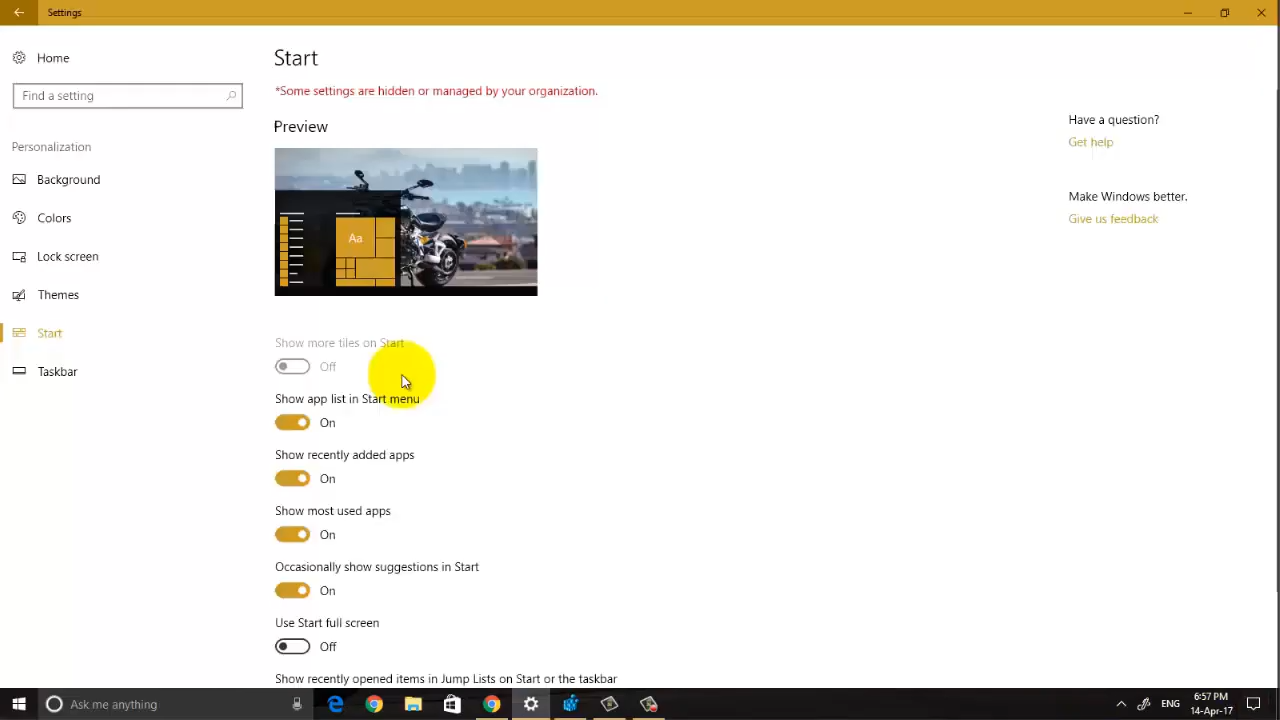 Settings
Home
Find a setting
Personalization
Background
Colors
Lock screen
Themes
Start
Taskbar
Start
*Some settings are hidden or managed by your organization.
Preview
Aa
Show more tiles on Start
Off
Show app list in Start menu
On
Show recently added apps
On
Show most used apps
On
Occasionally show suggestions in Start
On
Use Start full screen
Off
Show recently opened items in Jump Lists on Start or the taskbar
Have a question?
Get help
Make Windows better.
Give us feedback
Ask me anything
ENG
6:57 PM
14-Apr-17